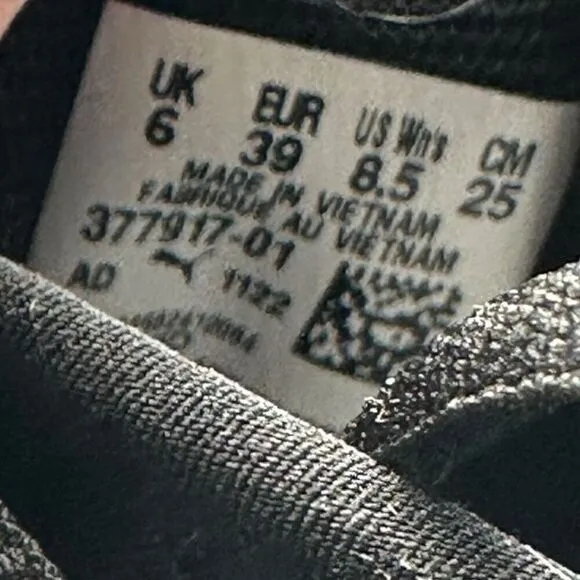 UK EUR US Wn's CM
6 39 8.5 25
MADE IN VIETNAM
FABRIQUE AU VIETNAM
377917-01
AD 1122